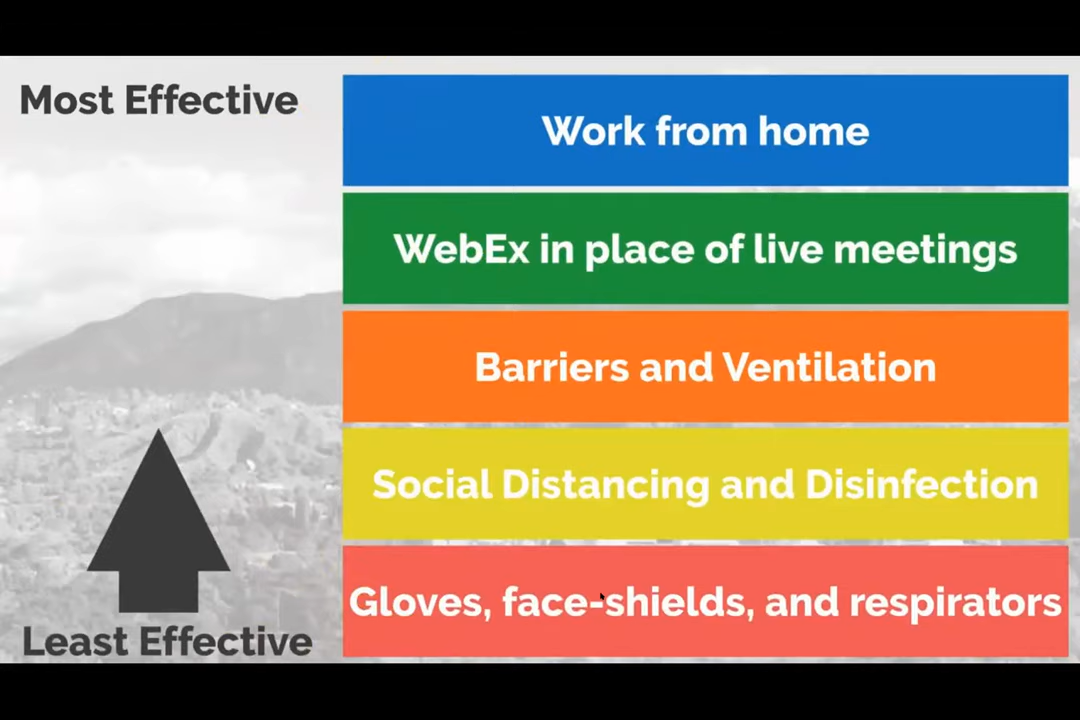 Most Effective
Work from home
WebEx in place of live meetings
Barriers and Ventilation
Social Distancing and Disinfection
Gloves, face-shields, and respirators
Least Effective